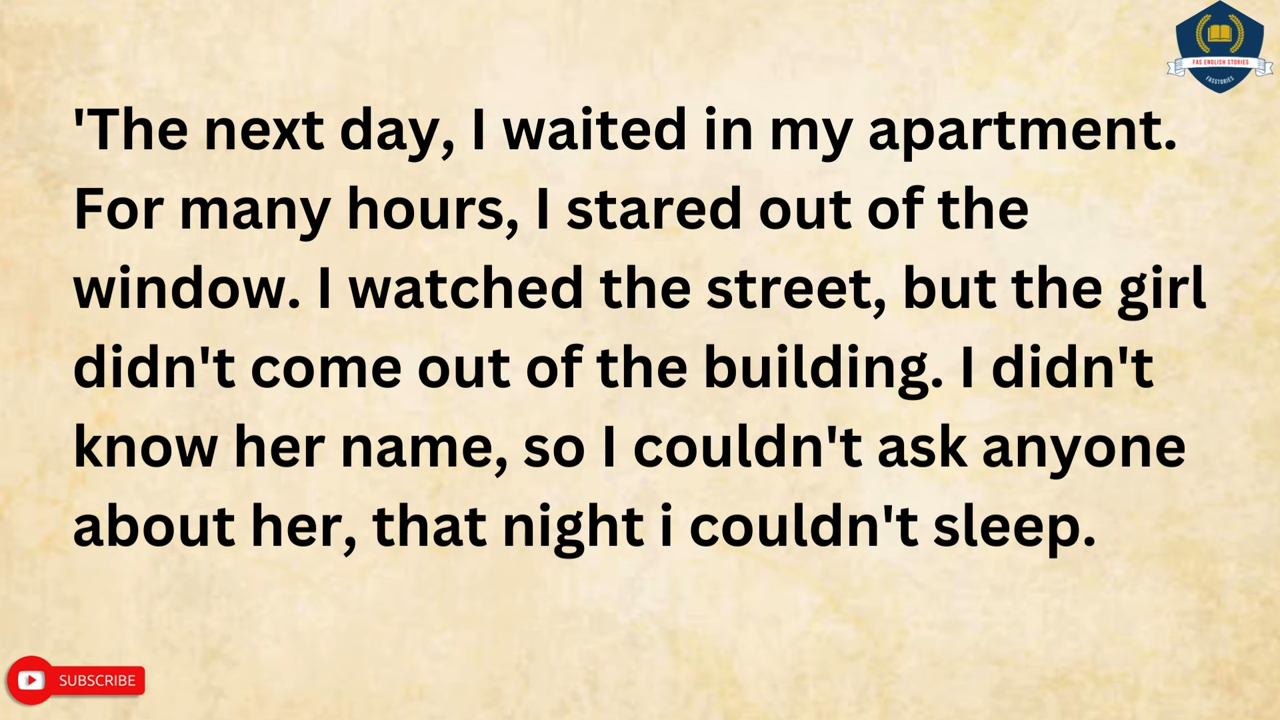 FAS ENGLISH STORIES
FASSTORIES
'The next day, I waited in my apartment.
For many hours, I stared out of the
window. I watched the street, but the girl
didn't come out of the building. I didn't
know her name, so I couldn't ask anyone
about her, that night i couldn't sleep.
SUBSCRIBE